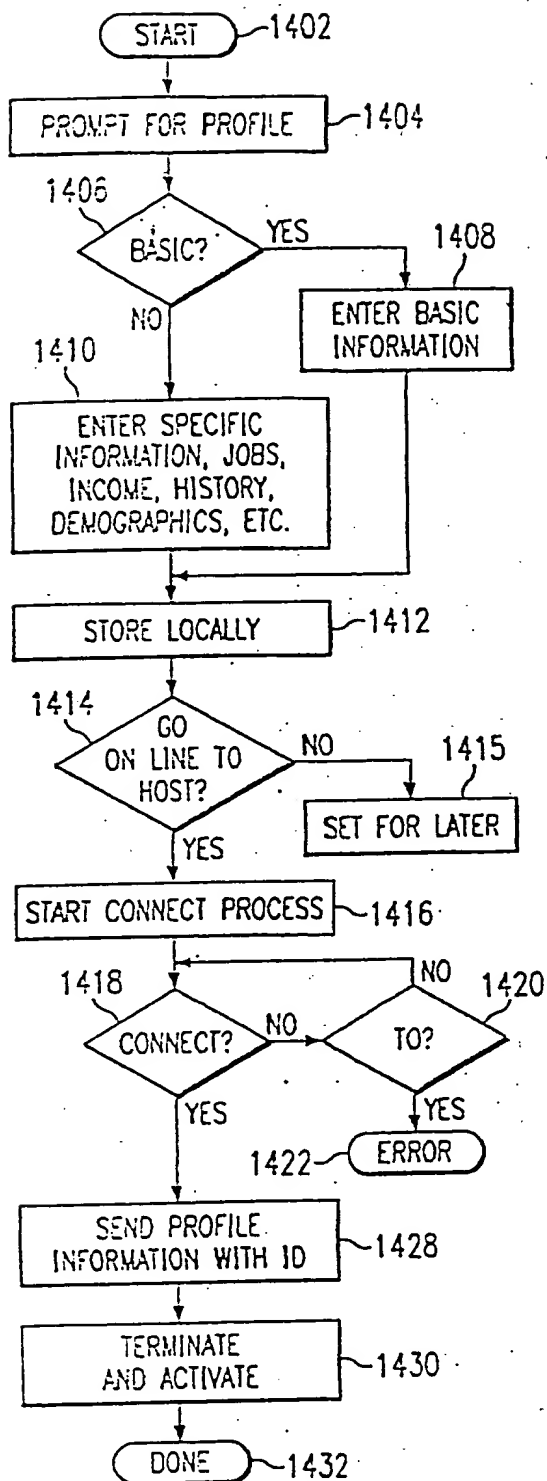 START
1402
PROMPT FOR PROFILE
1404
1406
BASIC?
YES
1408
NO
ENTER BASIC
INFORMATION
1410
ENTER SPECIFIC
INFORMATION, JOBS,
INCOME, HISTORY,
DEMOGRAPHICS, ETC.
STORE LOCALLY
1412
1414
GO
ON LINE TO
HOST?
NO
1415
SET FOR LATER
YES
START CONNECT PROCESS
1416
1418
CONNECT?
NO
TO?
NO
1420
YES
YES
1422
ERROR
SEND PROFILE
INFORMATION WITH ID
1428
TERMINATE
AND ACTIVATE
1430
DONE
1432